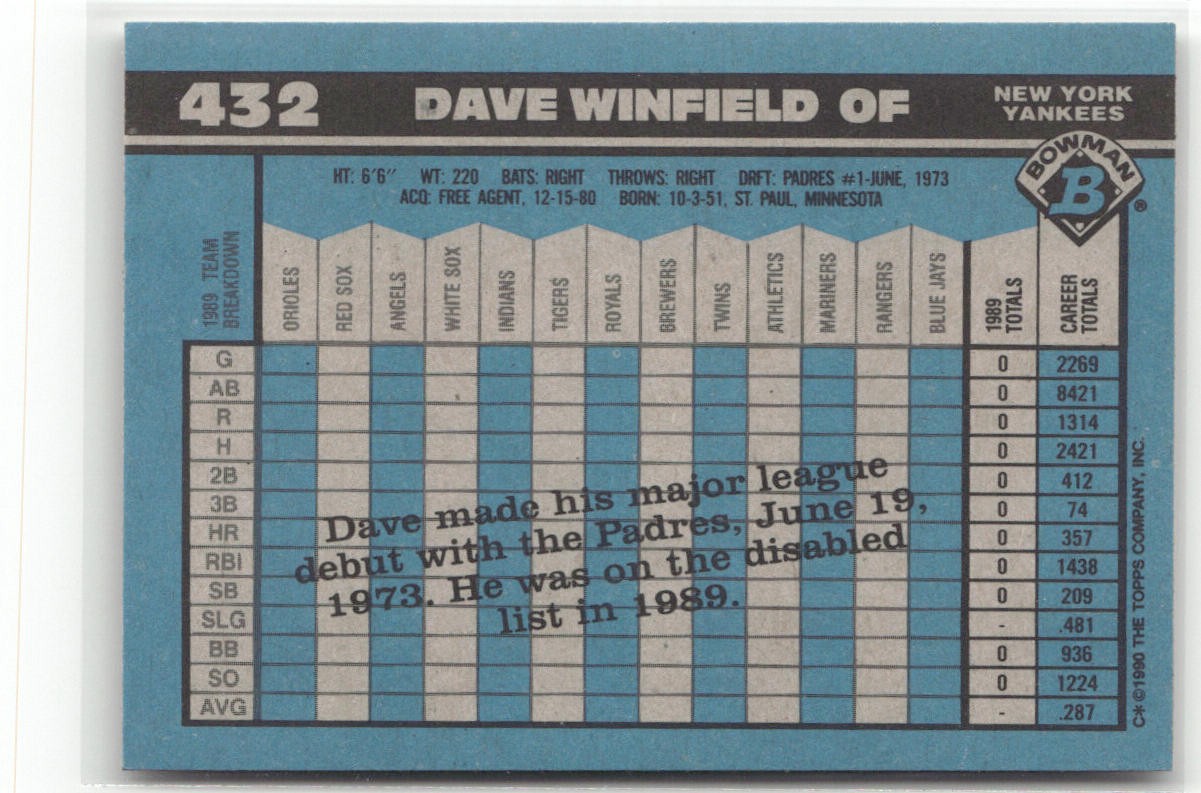 432 DAVE WINFIELD OF NEW YORK
YANKEES
BOWMAN
B
®
HT: 6'6" WT: 220 BATS: RIGHT THROWS: RIGHT DRFT: PADRES #1-JUNE, 1973
ACQ: FREE AGENT, 12-15-80 BORN: 10-3-51, ST. PAUL, MINNESOTA
1989 TEAM
BREAKDOWN
ORIOLES
RED SOX
ANGELS
WHITE SOX
INDIANS
TIGERS
ROYALS
BREWERS
TWINS
ATHLETICS
MARINERS
RANGERS
BLUE JAYS
1989
TOTALS
CAREER
TOTALS
G 0 2269
AB 0 8421
R 0 1314
H 0 2421
2B 0 412
3B 0 74
HR 0 357
RBI 0 1438
SB 0 209
SLG - .481
BB 0 936
SO 0 1224
AVG - .287
Dave made his major league
debut with the Padres, June 19,
1973. He was on the disabled
list in 1989.
C* ©1990 THE TOPPS COMPANY, INC.